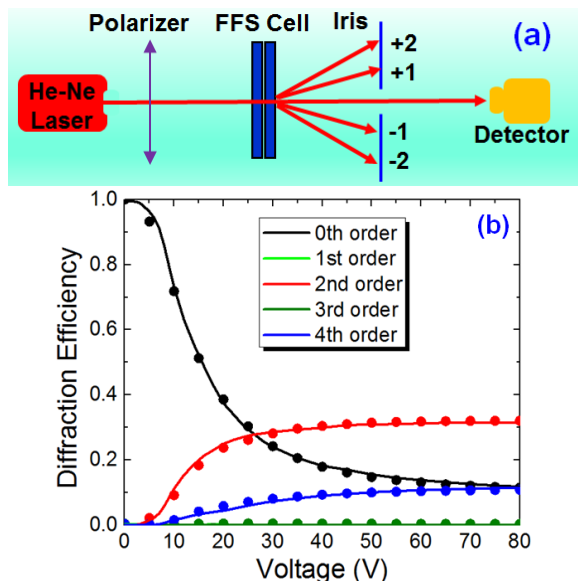 Polarizer FFS Cell Iris (a)
+2
+1
He-Ne
Laser
-1
-2
Detector
(b)
0th order
1st order
2nd order
3rd order
4th order
Diffraction Efficiency
1.0
0.8
0.6
0.4
0.2
0.0
0 10 20 30 40 50 60 70 80
Voltage (V)